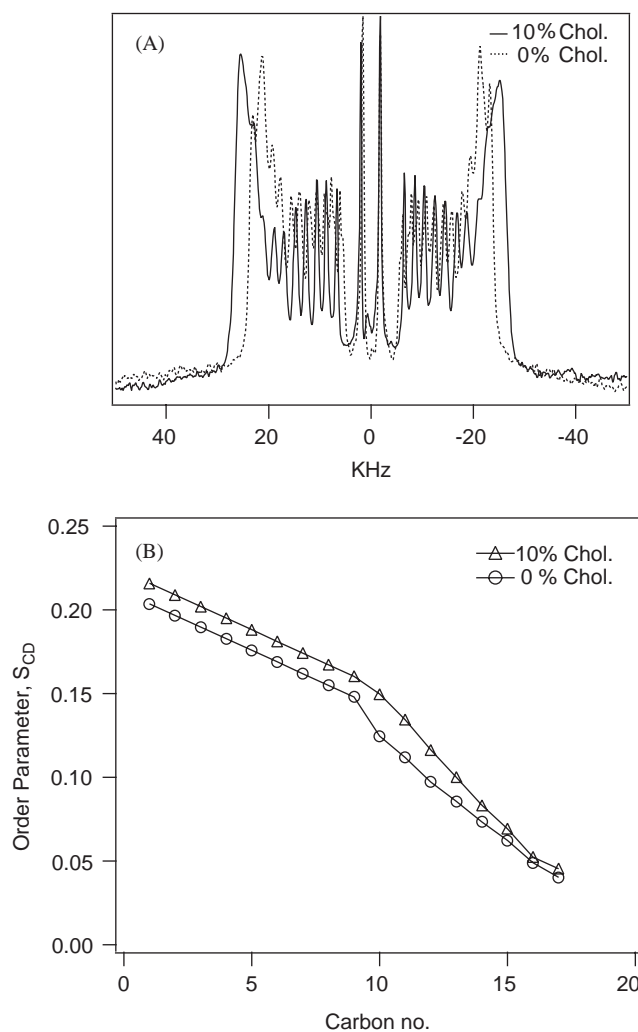 (A)
10% Chol.
0% Chol.
40 20 0 -20 -40
KHz
(B)
10% Chol.
0 % Chol.
0.25
0.20
0.15
0.10
0.05
0.00
Order Parameter, SCD
0 5 10 15 20
Carbon no.